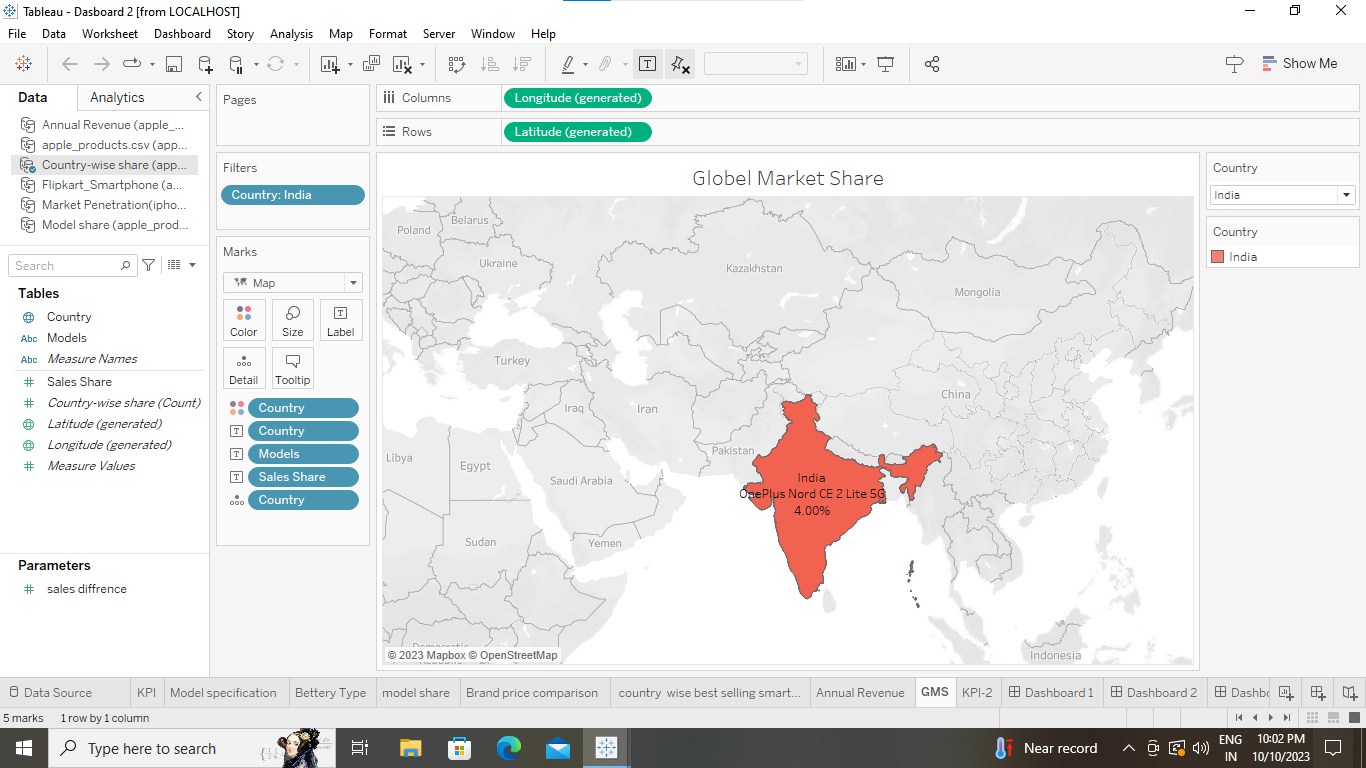 Tableau - Dasboard 2 [from LOCALHOST]
File Data Worksheet Dashboard Story Analysis Map Format Server Window Help
Show Me
Data Analytics
Annual Revenue (apple_...
apple_products.csv (app...
Country-wise share (app...
Flipkart_Smartphone (a...
Market Penetration(ipho...
Model share (apple_prod...
Search
Tables
Country
Abc Models
Abc Measure Names
Sales Share
Country-wise share (Count)
Latitude (generated)
Longitude (generated)
Measure Values
Parameters
sales diffrence
Pages
Filters
Country: India
Marks
Map
Color Size Label
Detail Tooltip
Country
Country
Models
Sales Share
Country
Columns Longitude (generated)
Rows Latitude (generated)
Globel Market Share
Belarus
Poland
Ukraine
Kazakhstan
Mongolia
Turkey
China
Iraq
Iran
Pakistan
Libya
Egypt
Saudi Arabia
India
OnePlus Nord CE 2 Lite 5G
4.00%
Sudan
Yemen
Democratic
Republic
Indonesia
© 2023 Mapbox © OpenStreetMap
Country
India
Country
India
Data Source KPI Model specification Bettery Type model share Brand price comparison country wise best selling smart... Annual Revenue GMS KPI-2 Dashboard 1 Dashboard 2 Dashbo
5 marks 1 row by 1 column
Type here to search
Near record
ENG
IN
10:02 PM
10/10/2023